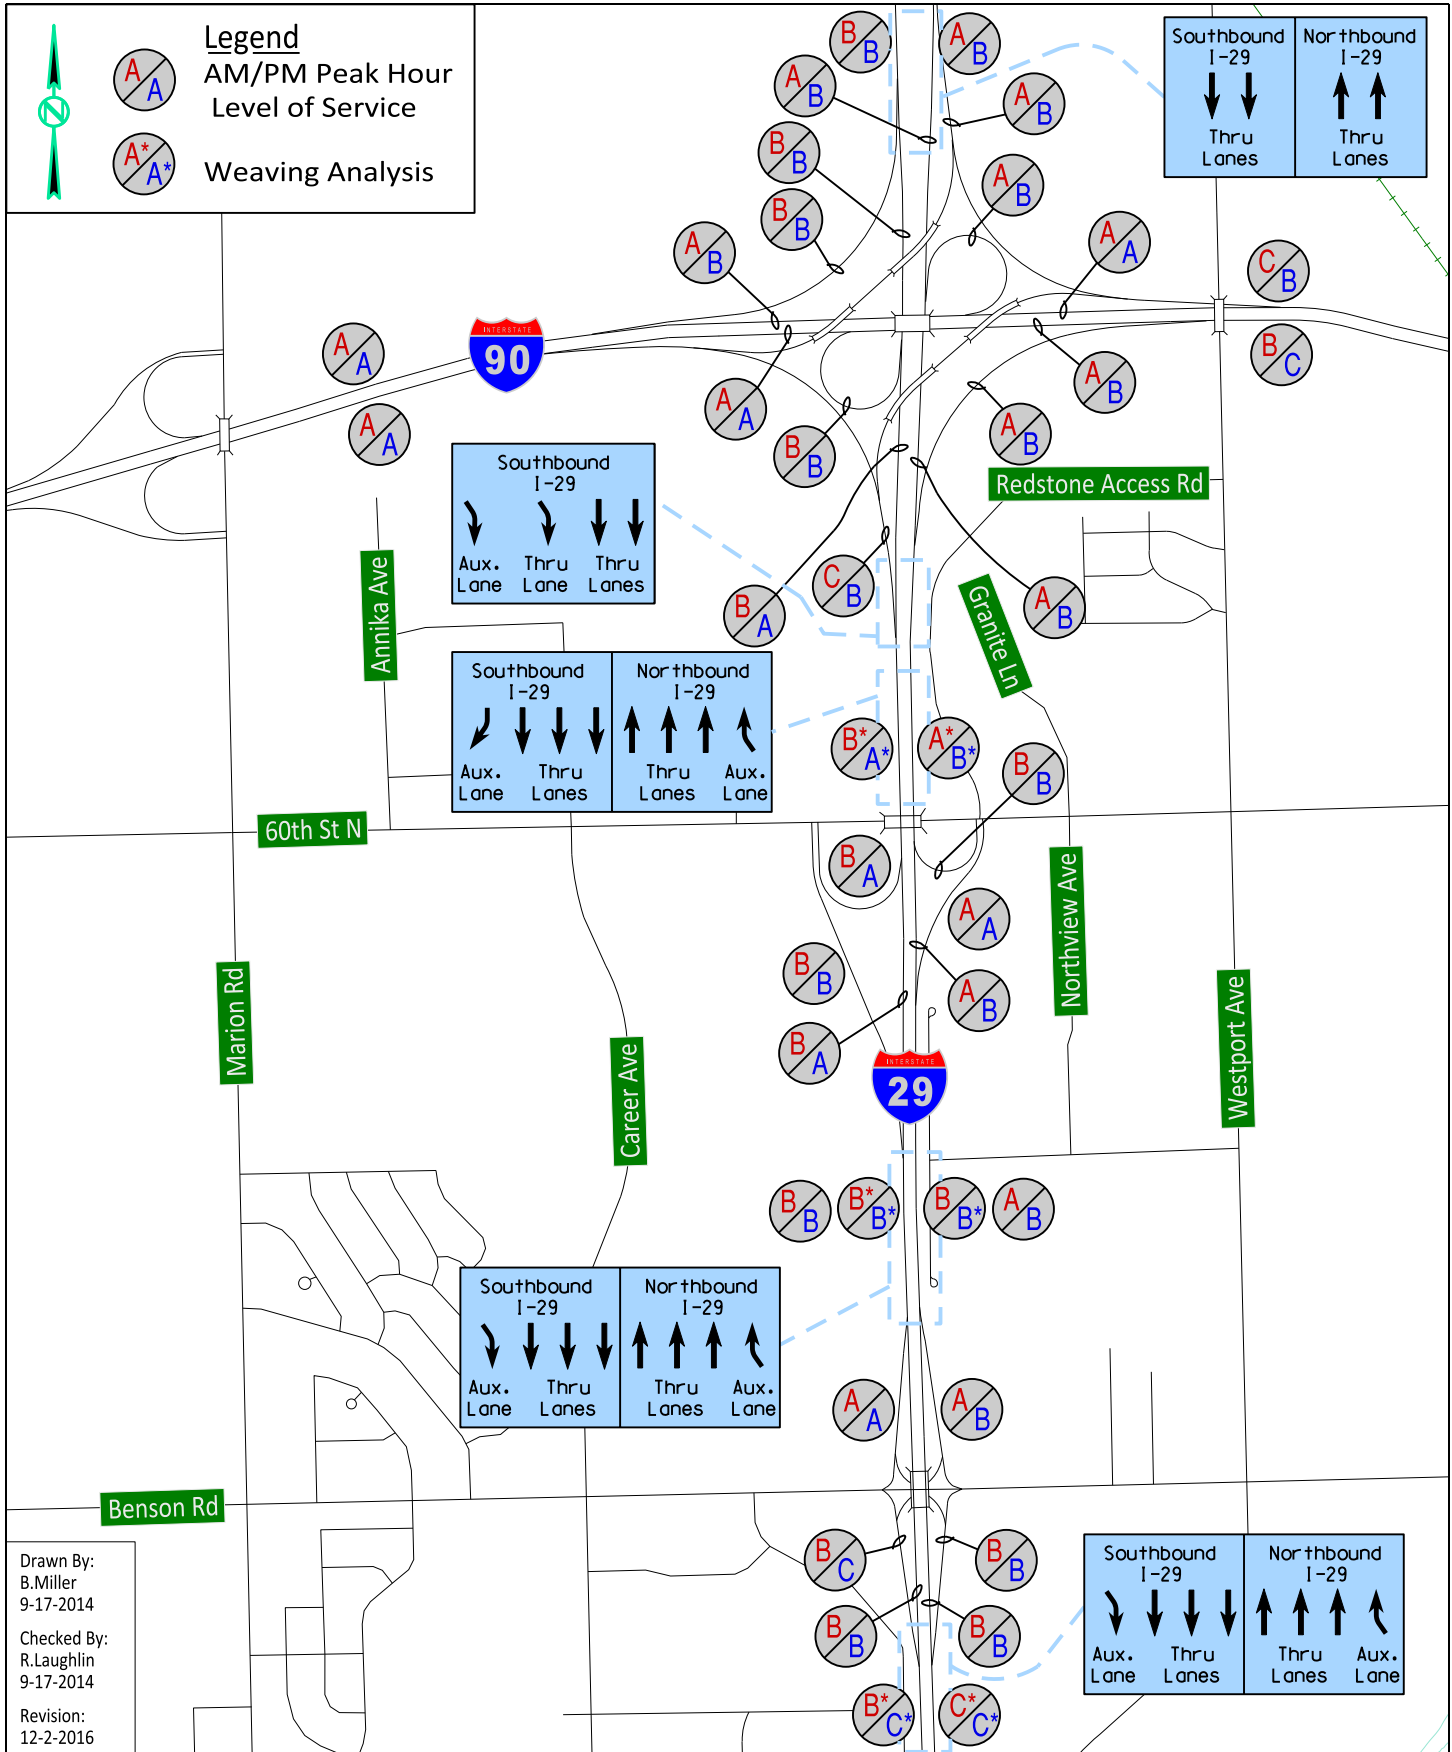 Legend
A A
AM/PM Peak Hour
Level of Service
A* A*
Weaving Analysis
N
B B
A B
A B
A B
B B
A B
B B
A B
A A
C B
B C
Southbound
I-29
Thru
Lanes
Northbound
I-29
Thru
Lanes
INTERSTATE
90
A A
A A
A A
B B
A B
A B
Redstone Access Rd
Southbound
I-29
Aux.
Lane
Thru
Lane
Thru
Lanes
Annika Ave
B A
C B
A B
Granite Ln
Southbound
I-29
Aux.
Lane
Thru
Lanes
Northbound
I-29
Thru
Lanes
Aux.
Lane
B* A*
A* B*
B B
60th St N
B A
A A
B B
A B
B A
Marion Rd
Career Ave
Northview Ave
Westport Ave
INTERSTATE
29
B B
B* B*
B B*
A B
Southbound
I-29
Aux.
Lane
Thru
Lanes
Northbound
I-29
Thru
Lanes
Aux.
Lane
A A
A B
Benson Rd
B C
B B
B B
B B
B* C*
C* C*
Southbound
I-29
Aux.
Lane
Thru
Lanes
Northbound
I-29
Thru
Lanes
Aux.
Lane
Drawn By:
B.Miller
9-17-2014
Checked By:
R.Laughlin
9-17-2014
Revision:
12-2-2016